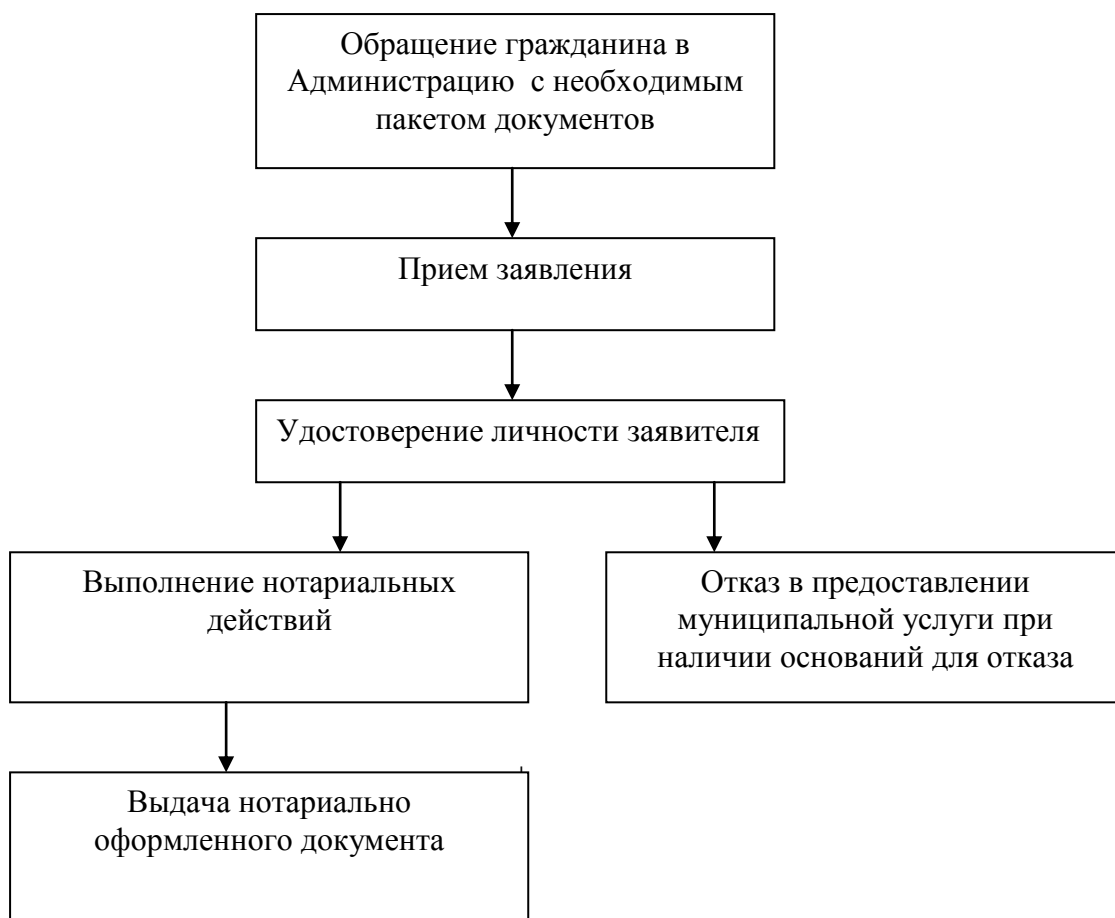 Обращение гражданина в
Администрацию с необходимым
пакетом документов
Прием заявления
Удостоверение личности заявителя
Выполнение нотариальных
действий
Отказ в предоставлении
муниципальной услуги при
наличии оснований для отказа
Выдача нотариально
оформленного документа